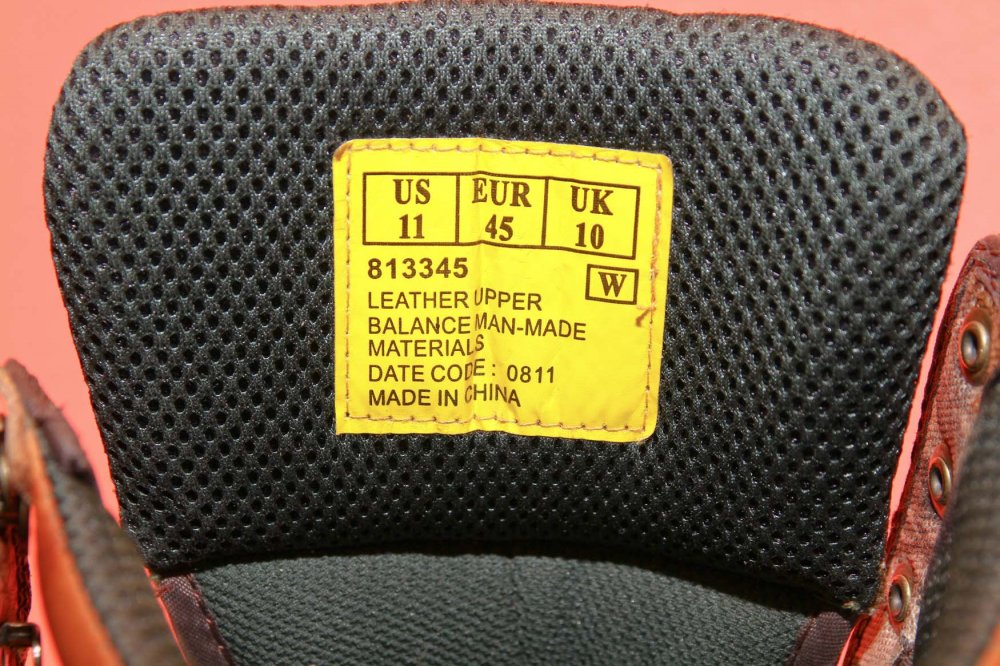 US EUR UK
11 45 10
813345 W
LEATHER UPPER
BALANCE MAN-MADE
MATERIALS
DATE CODE: 0811
MADE IN CHINA